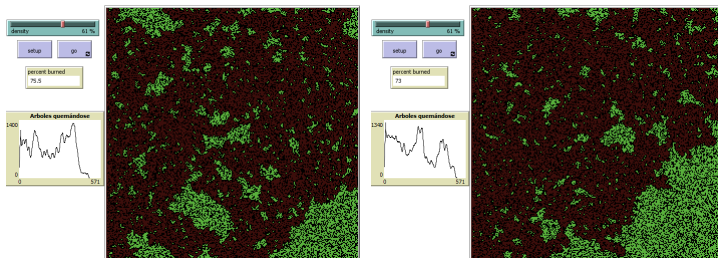 density
61 %
setup
go
percent burned
75.5
Arboles quemándose
1400
0
0
571
density
61 %
setup
go
percent burned
73
Arboles quemándose
1340
0
0
571